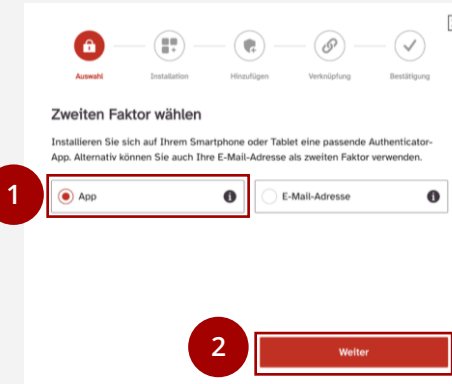 Auswahl Installation Hinzufügen Verknüpfung Bestätigung
Zweiten Faktor wählen
Installieren Sie sich auf Ihrem Smartphone oder Tablet eine passende Authenticator-
App. Alternativ können Sie auch Ihre E-Mail-Adresse als zweiten Faktor verwenden.
1 App E-Mail-Adresse
2 Weiter